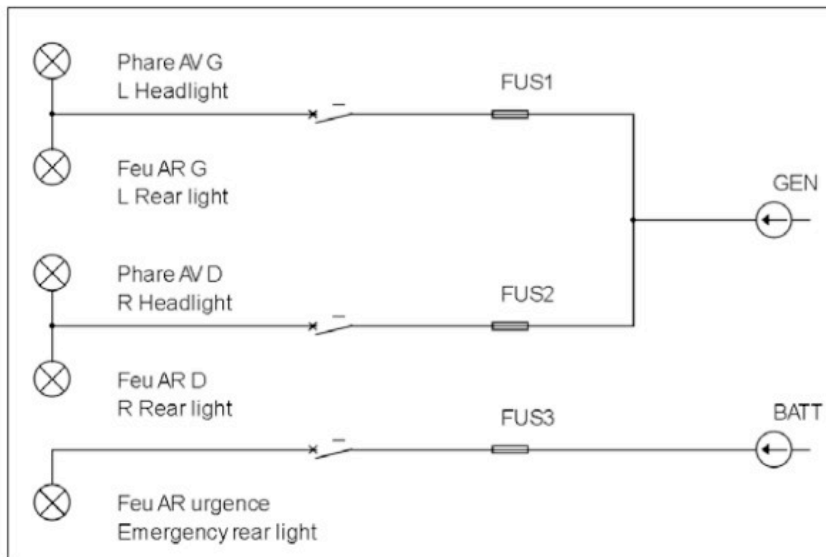 Phare AV G
L Headlight
FUS1
Feu AR G
L Rear light
GEN
Phare AV D
R Headlight
FUS2
Feu AR D
R Rear light
FUS3
BATT
Feu AR urgence
Emergency rear light